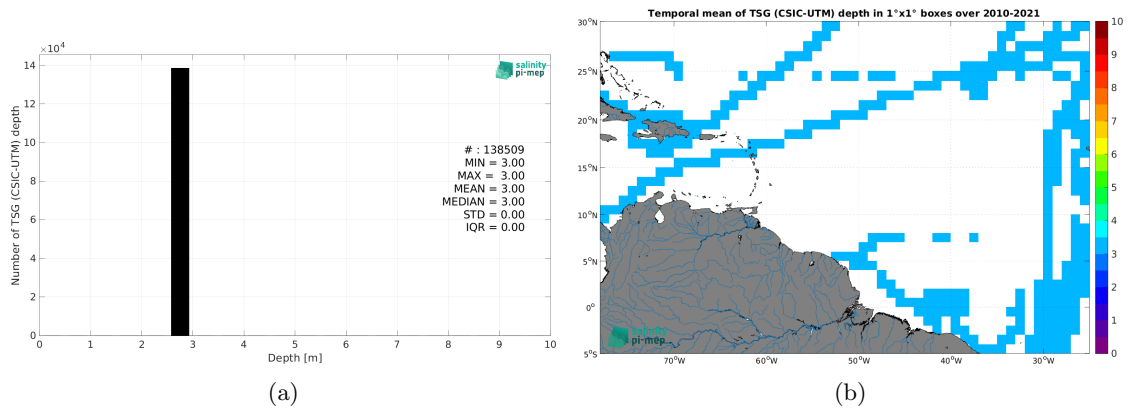 ×10⁴
14
12
10
8
6
4
2
0
Number of TSG (CSIC-UTM) depth
0 1 2 3 4 5 6 7 8 9 10
Depth [m]
salinity
pi-mep
# : 138509
MIN = 3.00
MAX = 3.00
MEAN = 3.00
MEDIAN = 3.00
STD = 0.00
IQR = 0.00
(a)
Temporal mean of TSG (CSIC-UTM) depth in 1°x1° boxes over 2010-2021
30°N
25°N
20°N
15°N
10°N
5°N
0°
5°S
70°W 60°W 50°W 40°W 30°W
salinity
pi-mep
10
9
8
7
6
5
4
3
2
1
0
(b)